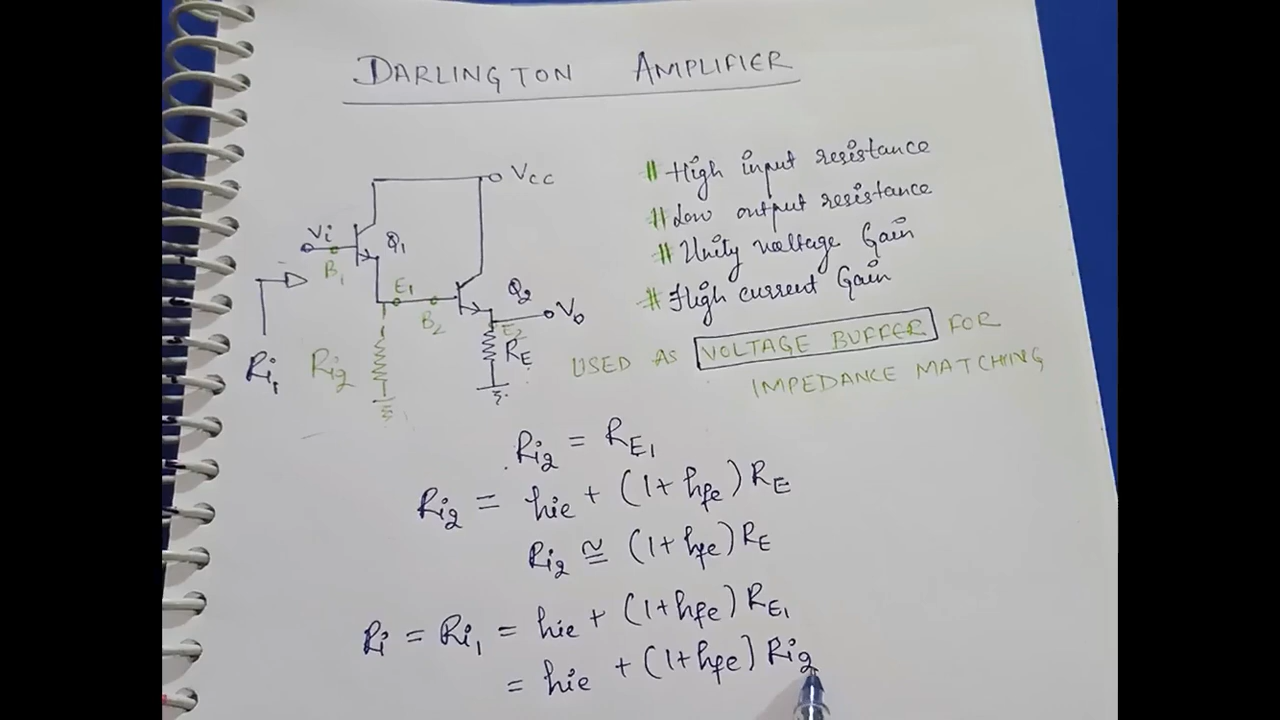 DARLINGTON AMPLIFIER
VCC
Vi
Q1
B1
E1
B2
Q2
E2
Vo
RE
Ri1
Ri2
# High input resistance
# Low output resistance
# Unity voltage Gain
# High current Gain
USED AS VOLTAGE BUFFER FOR
IMPEDANCE MATCHING
Ri2 = RE1
Ri2 = hie + (1+hfe) RE
Ri2 ≅ (1+hfe) RE
Ri = Ri1 = hie + (1+hfe) RE1
= hie + (1+hfe) Ri2